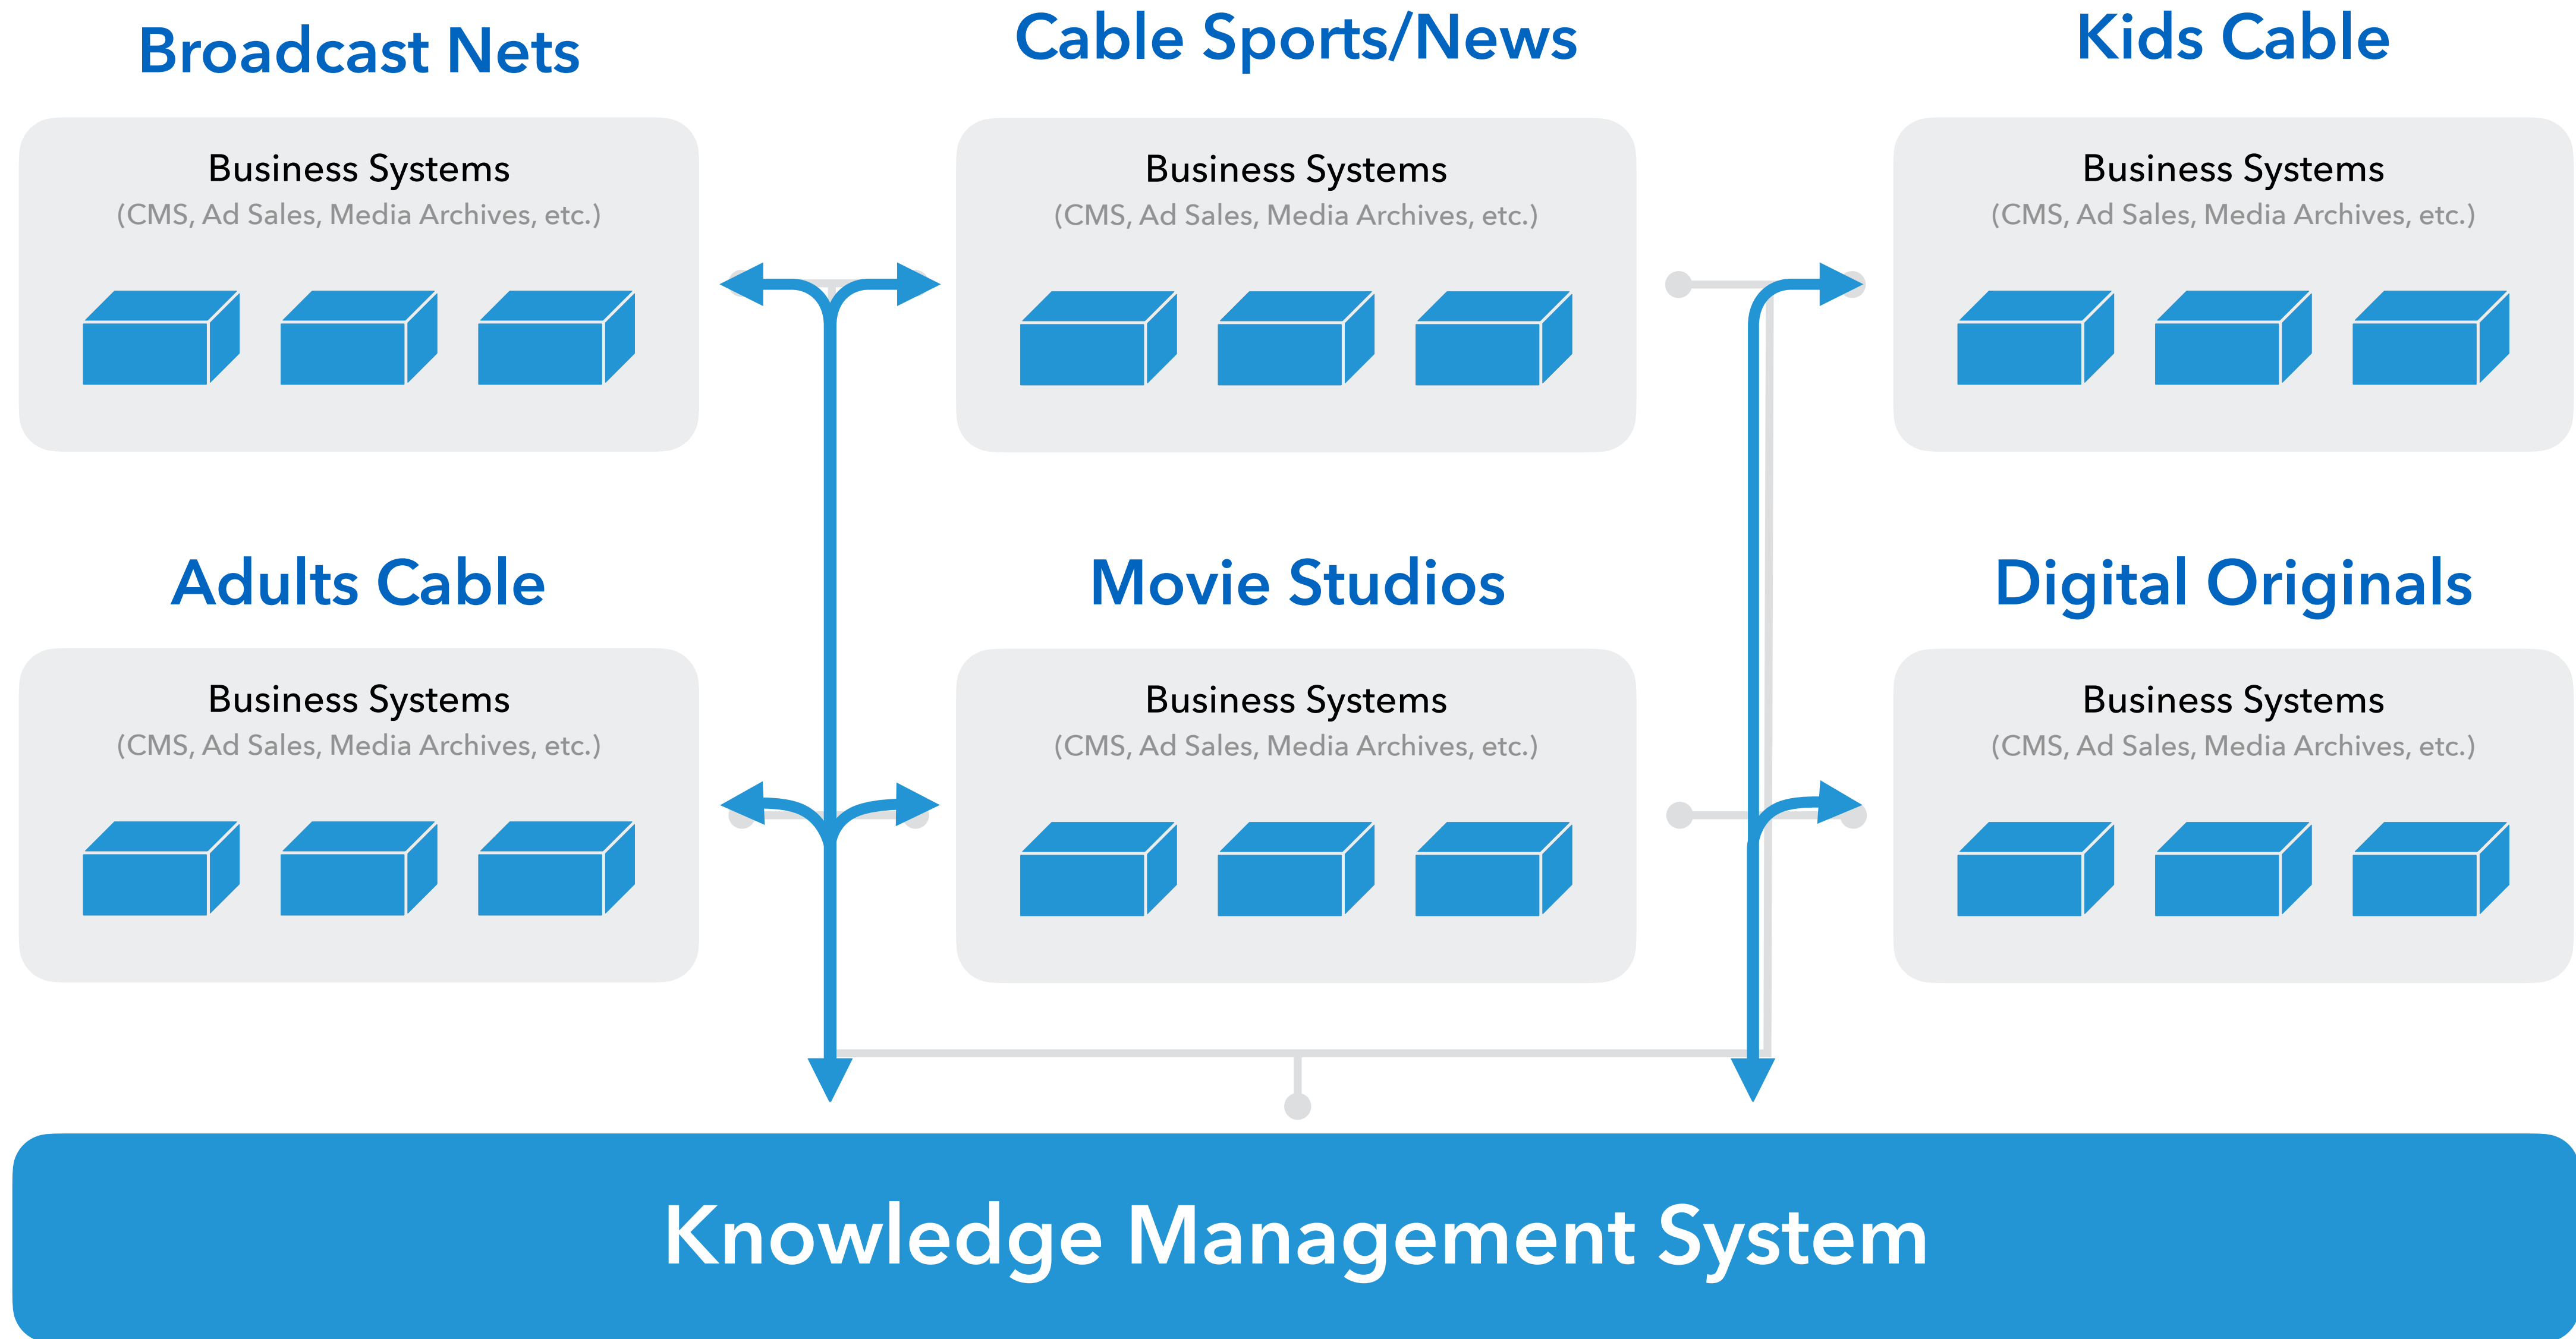 Broadcast Nets
Business Systems
(CMS, Ad Sales, Media Archives, etc.)
Cable Sports/News
Business Systems
(CMS, Ad Sales, Media Archives, etc.)
Kids Cable
Business Systems
(CMS, Ad Sales, Media Archives, etc.)
Adults Cable
Business Systems
(CMS, Ad Sales, Media Archives, etc.)
Movie Studios
Business Systems
(CMS, Ad Sales, Media Archives, etc.)
Digital Originals
Business Systems
(CMS, Ad Sales, Media Archives, etc.)
Knowledge Management System